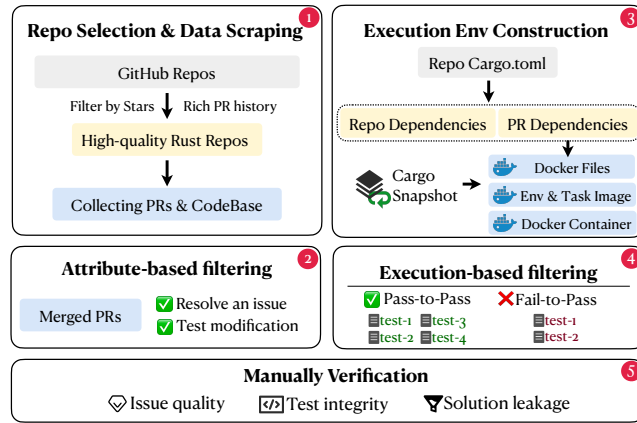 1
Repo Selection & Data Scraping
GitHub Repos
Filter by Stars Rich PR history
High-quality Rust Repos
Collecting PRs & CodeBase
3
Execution Env Construction
Repo Cargo.toml
Repo Dependencies PR Dependencies
Cargo
Snapshot
Docker Files
Env & Task Image
Docker Container
2
Attribute-based filtering
Merged PRs
Resolve an issue
Test modification
4
Execution-based filtering
Pass-to-Pass Fail-to-Pass
test-1 test-3 test-1
test-2 test-4 test-2
5
Manually Verification
Issue quality </> Test integrity Solution leakage